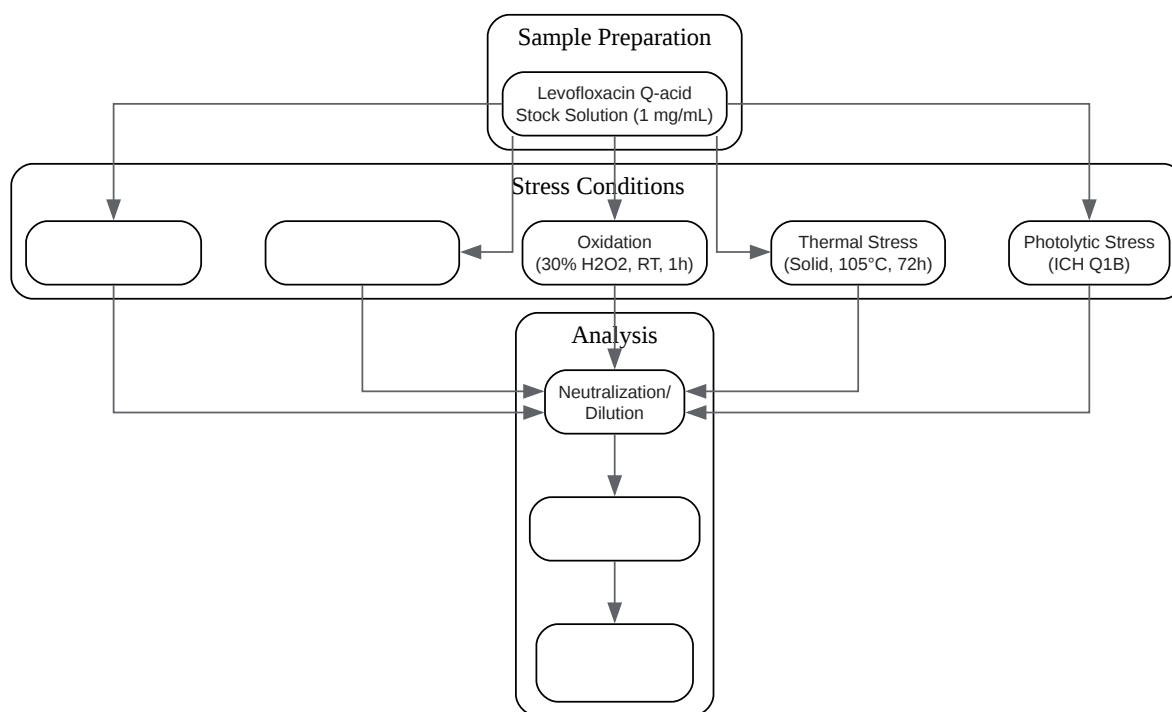 Sample Preparation
Levofloxacin Q-acid
Stock Solution (1 mg/mL)
Stress Conditions
Oxidation
(30% H2O2, RT, 1h)
Thermal Stress
(Solid, 105°C, 72h)
Photolytic Stress
(ICH Q1B)
Analysis
Neutralization/
Dilution